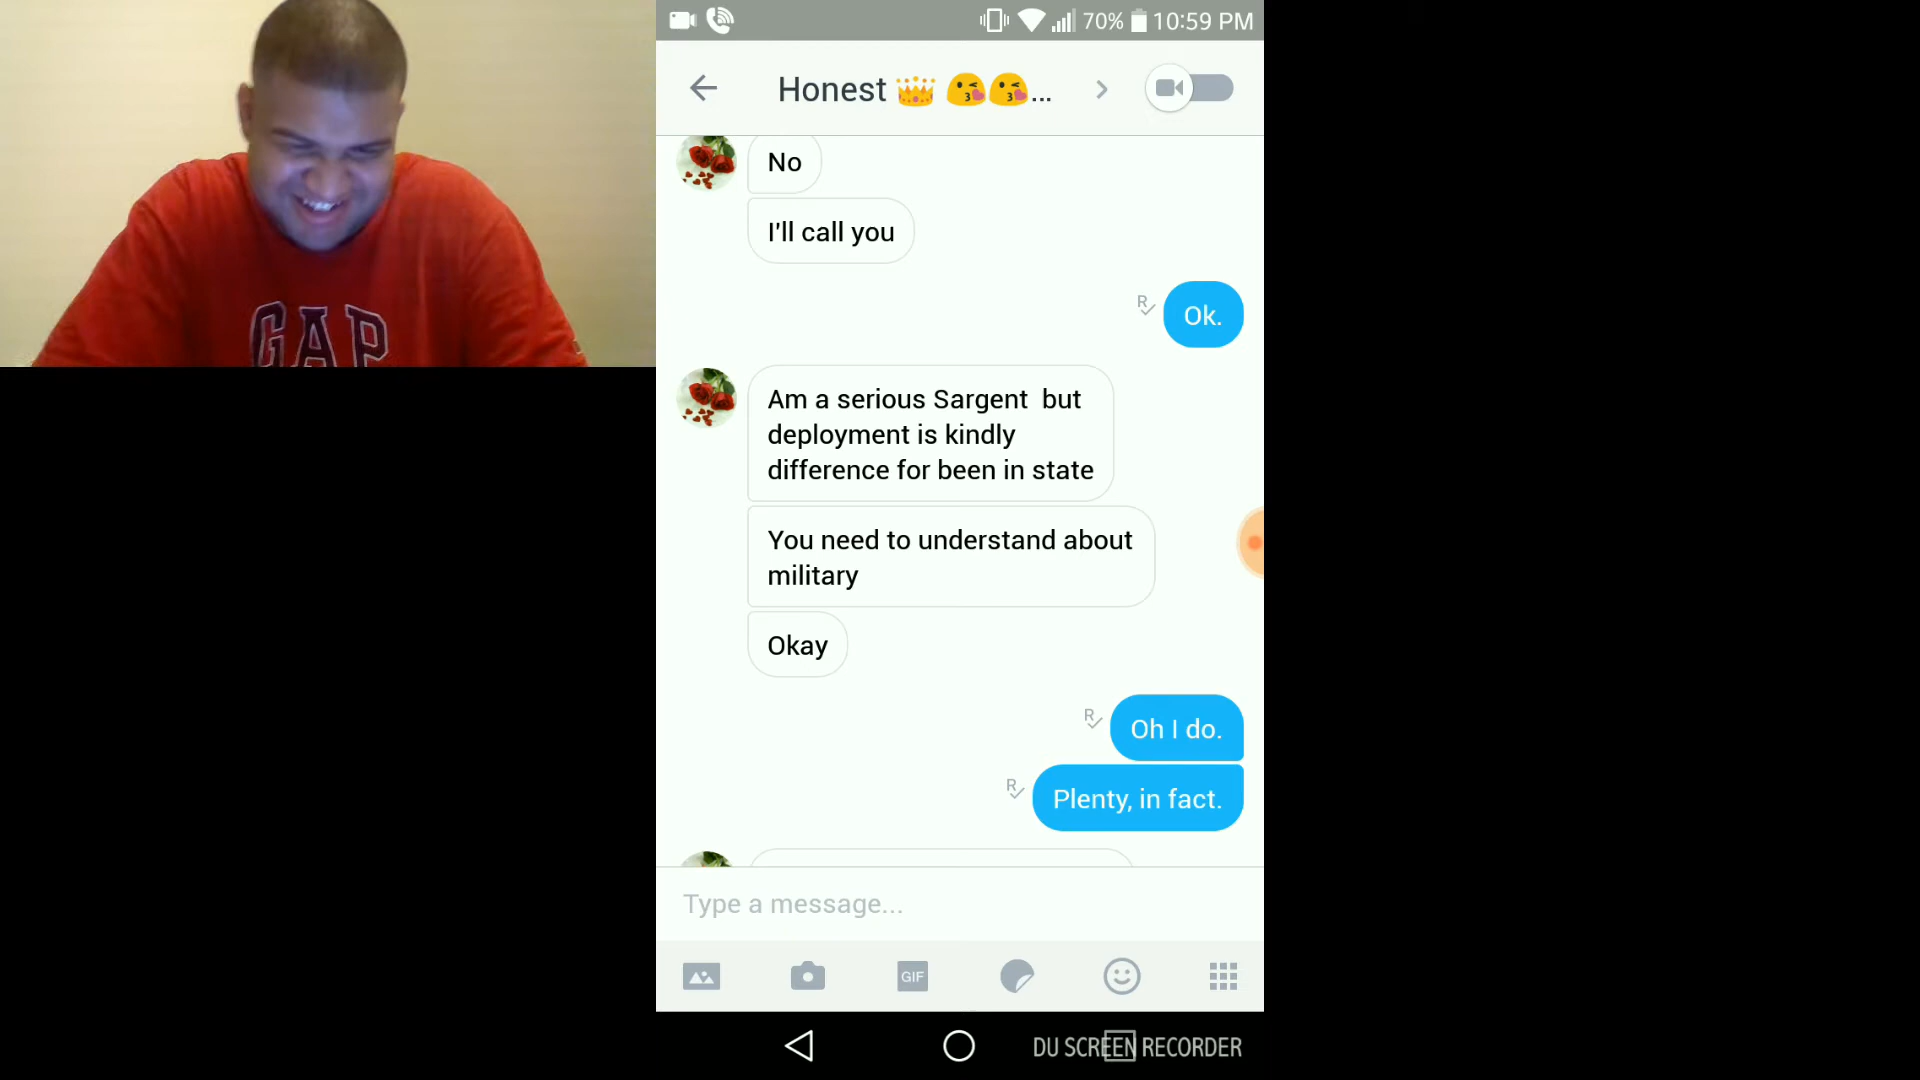 70% 10:59 PM
Honest 👑 😘😘...
No
I'll call you
R
Ok.
Am a serious Sargent but
deployment is kindly
difference for been in state
You need to understand about
military
Okay
R
Oh I do.
R
Plenty, in fact.
Type a message...
GIF
DU SCREEN RECORDER
GAP